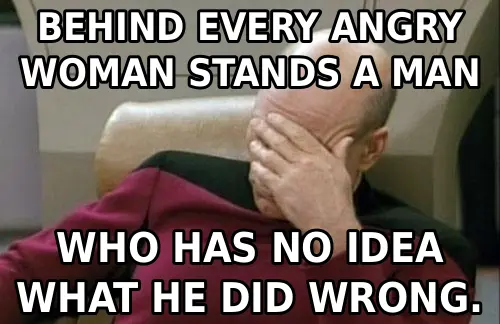 BEHIND EVERY ANGRY
WOMAN STANDS A MAN
WHO HAS NO IDEA
WHAT HE DID WRONG.